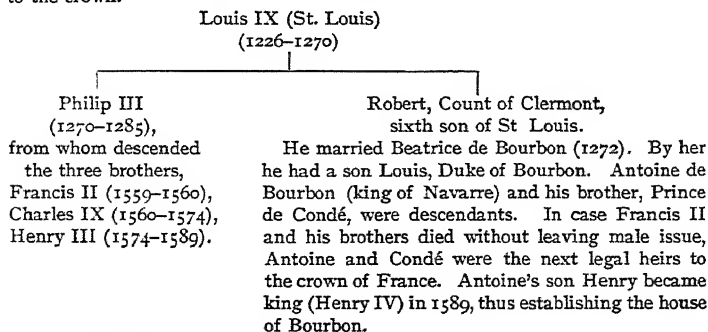 to the crown.
Louis IX (St. Louis)
(1226–1270)
Philip III
(1270–1285),
from whom descended
the three brothers,
Francis II (1559–1560),
Charles IX (1560–1574),
Henry III (1574–1589).
Robert, Count of Clermont,
sixth son of St Louis.
He married Beatrice de Bourbon (1272). By her
he had a son Louis, Duke of Bourbon. Antoine de
Bourbon (king of Navarre) and his brother, Prince
de Condé, were descendants. In case Francis II
and his brothers died without leaving male issue,
Antoine and Condé were the next legal heirs to
the crown of France. Antoine's son Henry became
king (Henry IV) in 1589, thus establishing the house
of Bourbon.